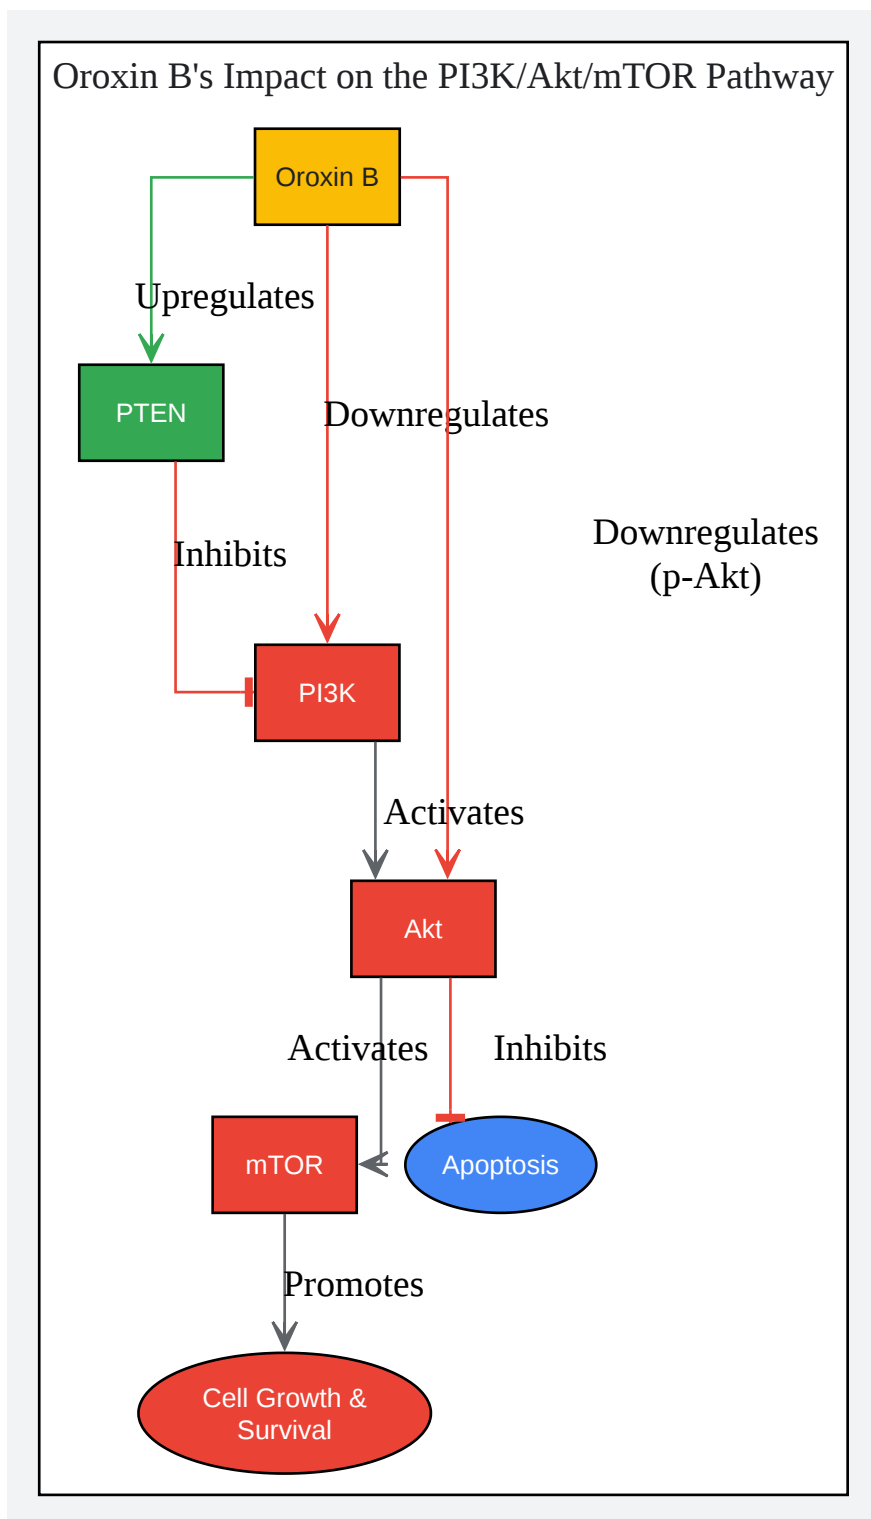 Oroxin B's Impact on the PI3K/Akt/mTOR Pathway
Oroxin B
Upregulates
PTEN
Downregulates
Downregulates
(p-Akt)
Inhibits
PI3K
Activates
Akt
Activates
Inhibits
mTOR
Apoptosis
Promotes
Cell Growth &
Survival